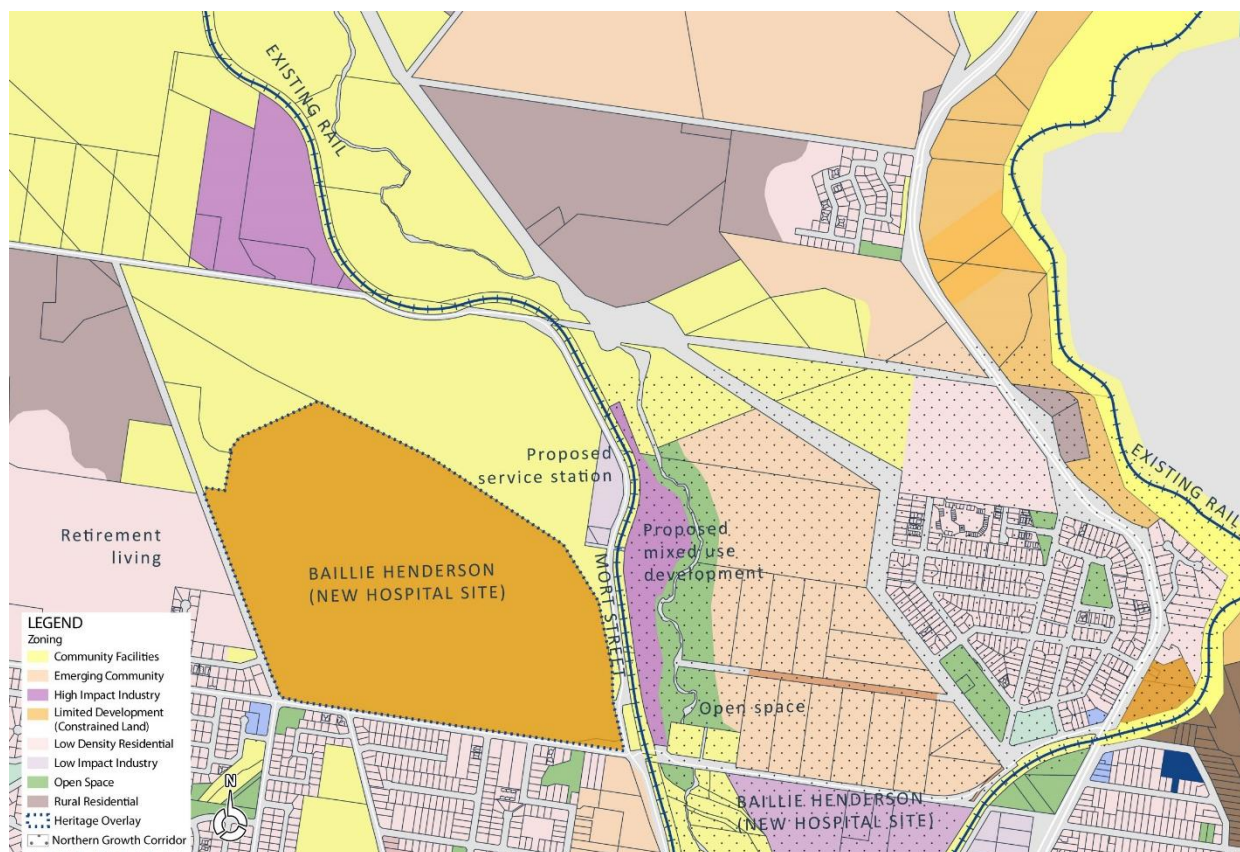 EXISTING RAIL
Proposed
service station
EXISTING RAIL
Retirement
living
BAILLIE HENDERSON
(NEW HOSPITAL SITE)
MORT STREET
Proposed
mixed use
development
Open space
BAILLIE HENDERSON
(NEW HOSPITAL SITE)
LEGEND
Zoning
Community Facilities
Emerging Community
High Impact Industry
Limited Development
(Constrained Land)
Low Density Residential
Low Impact Industry
Open Space
Rural Residential
Heritage Overlay
Northern Growth Corridor
N